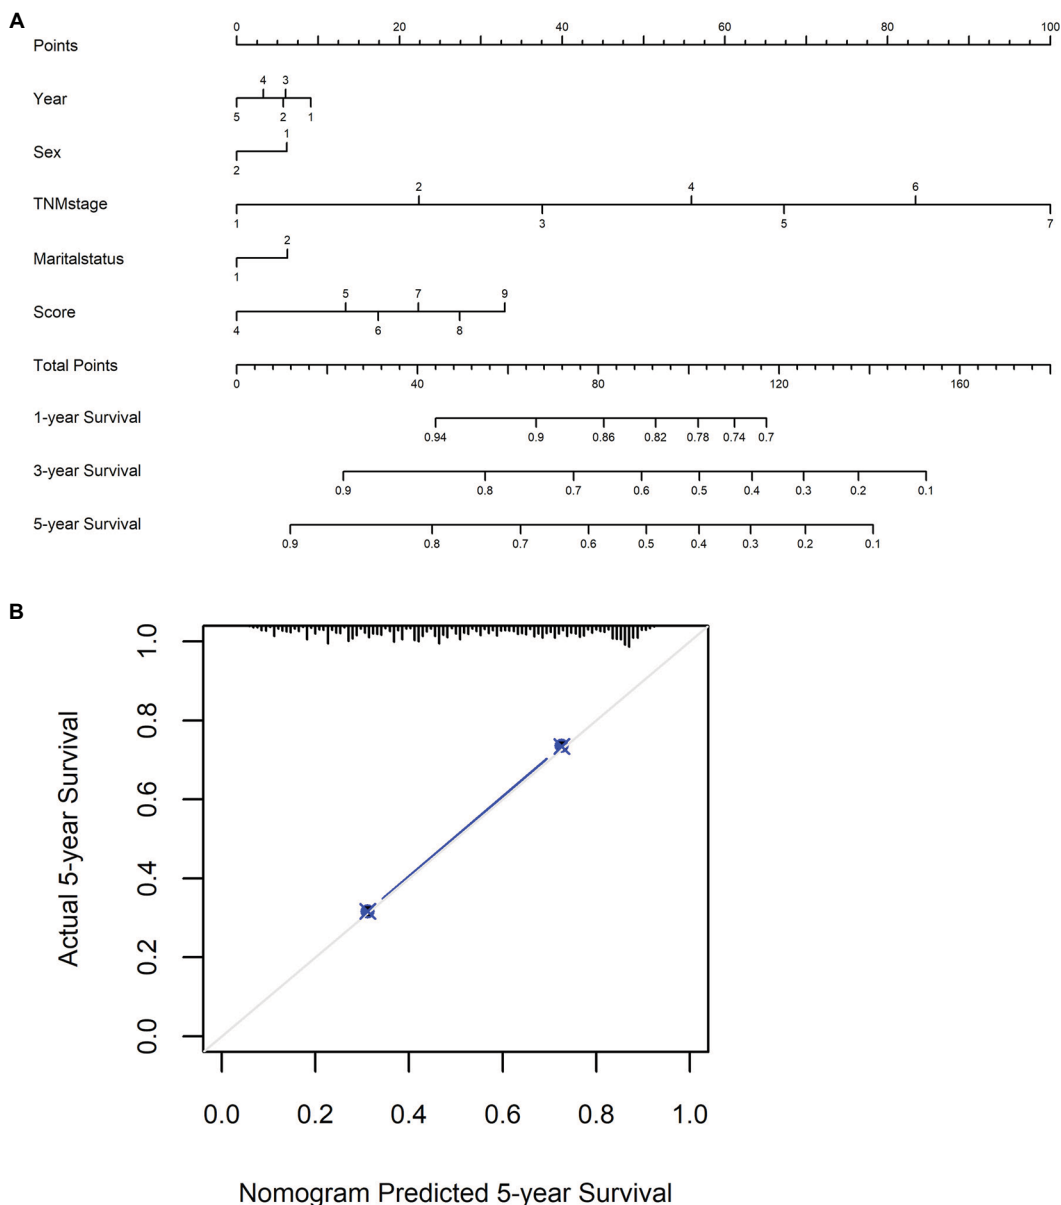 A
0 20 40 60 80 100
Points
4 3
Year
5 2 1
1
Sex
2
2 4 6
TNMstage
1 3 5 7
2
Maritalstatus
1
5 7 9
Score
4 6 8
Total Points
0 40 80 120 160
1-year Survival
0.94 0.9 0.86 0.82 0.78 0.74 0.7
3-year Survival
0.9 0.8 0.7 0.6 0.5 0.4 0.3 0.2 0.1
5-year Survival
0.9 0.8 0.7 0.6 0.5 0.4 0.3 0.2 0.1
B
1.0
0.8
0.6
0.4
0.2
0.0
Actual 5-year Survival
0.0 0.2 0.4 0.6 0.8 1.0
Nomogram Predicted 5-year Survival